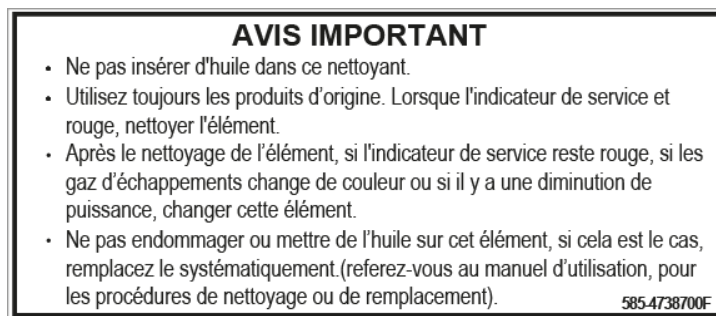 AVIS IMPORTANT
• Ne pas insérer d'huile dans ce nettoyant.
• Utilisez toujours les produits d’origine. Lorsque l'indicateur de service et
rouge, nettoyer l'élément.
• Après le nettoyage de l’élément, si l'indicateur de service reste rouge, si les
gaz d’échappements change de couleur ou si il y a une diminution de
puissance, changer cette élément.
• Ne pas endommager ou mettre de l’huile sur cet élément, si cela est le cas,
remplacez le systématiquement.(referez-vous au manuel d’utilisation, pour
les procédures de nettoyage ou de remplacement).
585-4738700F